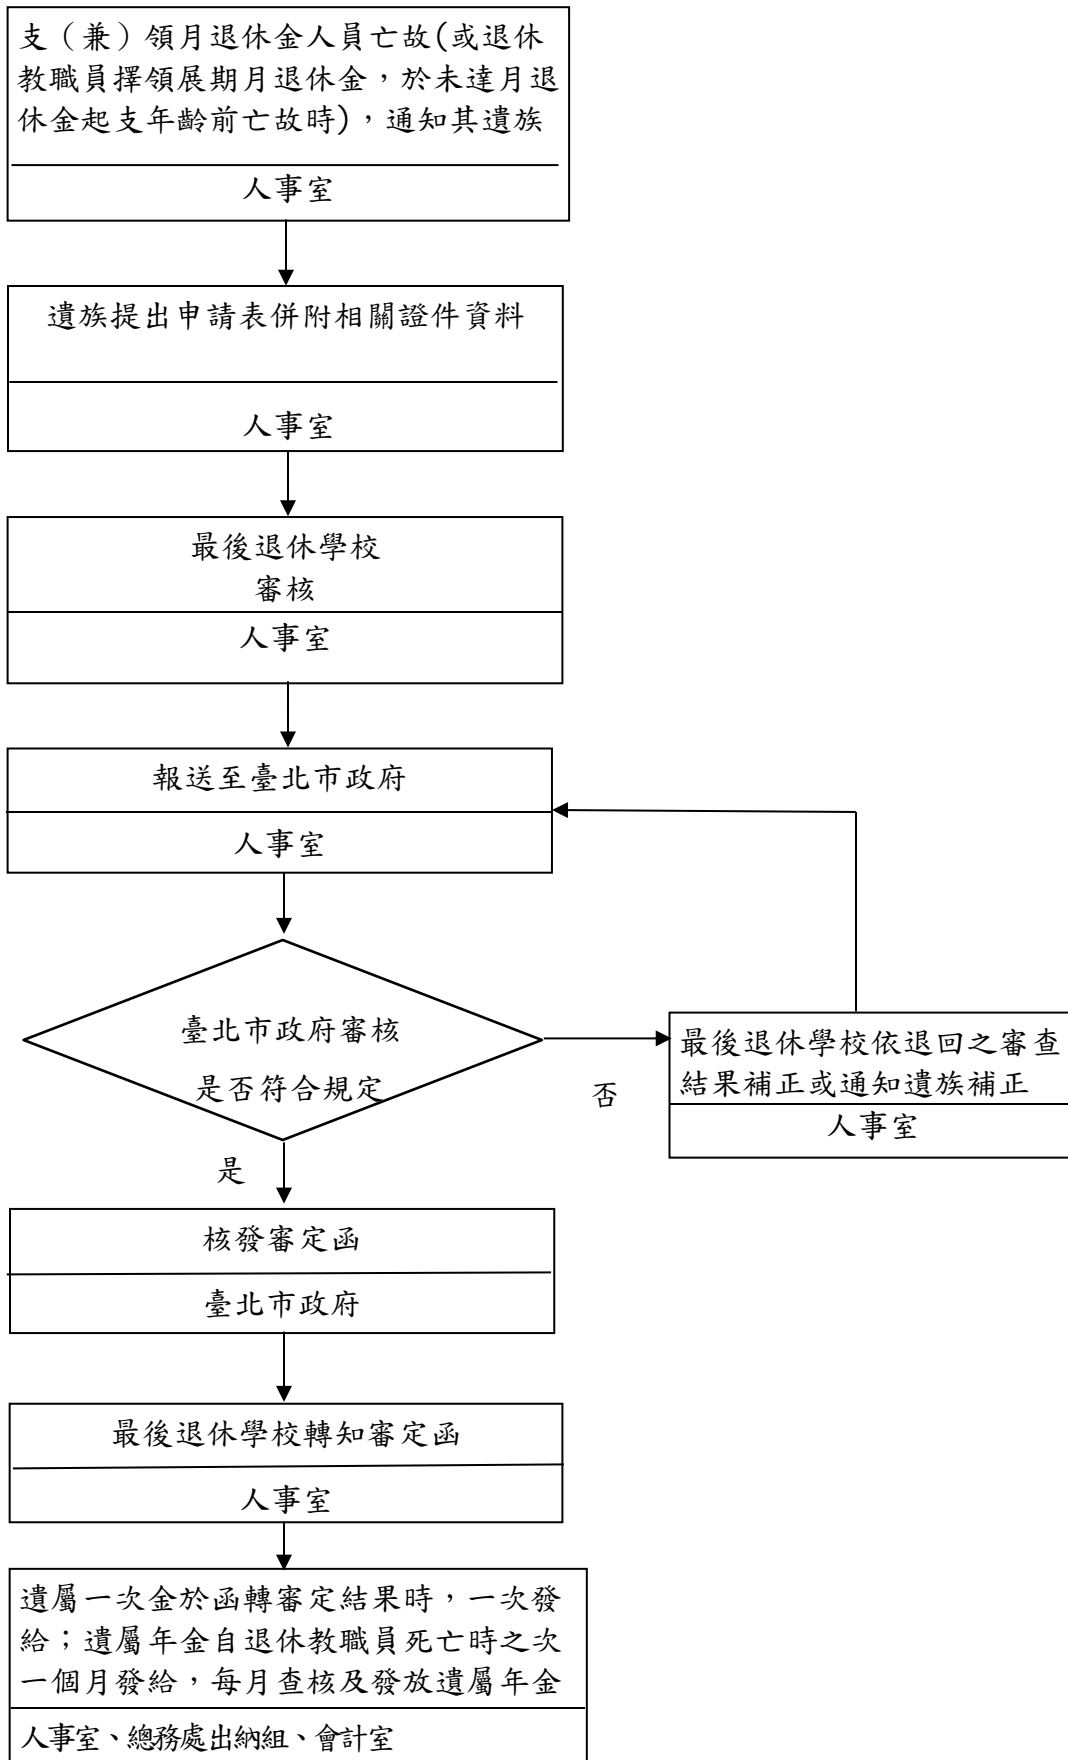 支（兼）領月退休金人員亡故(或退休
教職員擇領展期月退休金，於未達月退
休金起支年齡前亡故時)，通知其遺族
人事室
遺族提出申請表併附相關證件資料
人事室
最後退休學校
審核
人事室
報送至臺北市政府
人事室
臺北市政府審核
是否符合規定
否
最後退休學校依退回之審查
結果補正或通知遺族補正
人事室
是
核發審定函
臺北市政府
最後退休學校轉知審定函
人事室
遺屬一次金於函轉審定結果時，一次發
給；遺屬年金自退休教職員死亡時之次
一個月發給，每月查核及發放遺屬年金
人事室、總務處出納組、會計室